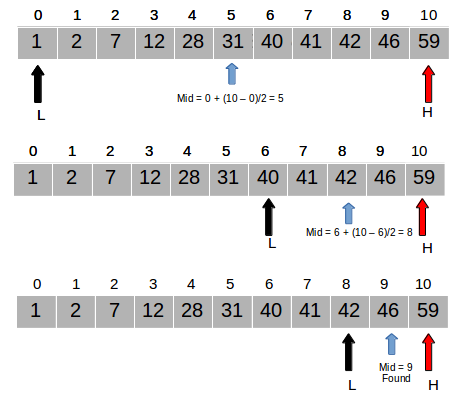 0 1 2 3 4 5 6 7 8 9 10
1 2 7 12 28 31 40 41 42 46 59
L
Mid = 0 + (10 – 0)/2 = 5
H
0 1 2 3 4 5 6 7 8 9 10
1 2 7 12 28 31 40 41 42 46 59
L
Mid = 6 + (10 – 6)/2 = 8
H
0 1 2 3 4 5 6 7 8 9 10
1 2 7 12 28 31 40 41 42 46 59
L
Mid = 9
Found
H